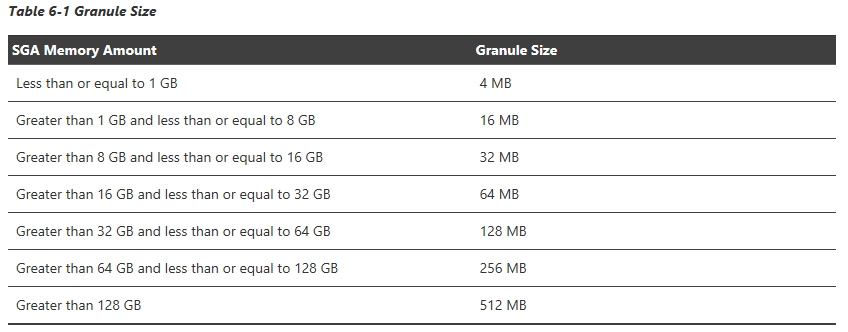 Table 6-1 Granule Size
SGA Memory Amount Granule Size
Less than or equal to 1 GB 4 MB
Greater than 1 GB and less than or equal to 8 GB 16 MB
Greater than 8 GB and less than or equal to 16 GB 32 MB
Greater than 16 GB and less than or equal to 32 GB 64 MB
Greater than 32 GB and less than or equal to 64 GB 128 MB
Greater than 64 GB and less than or equal to 128 GB 256 MB
Greater than 128 GB 512 MB